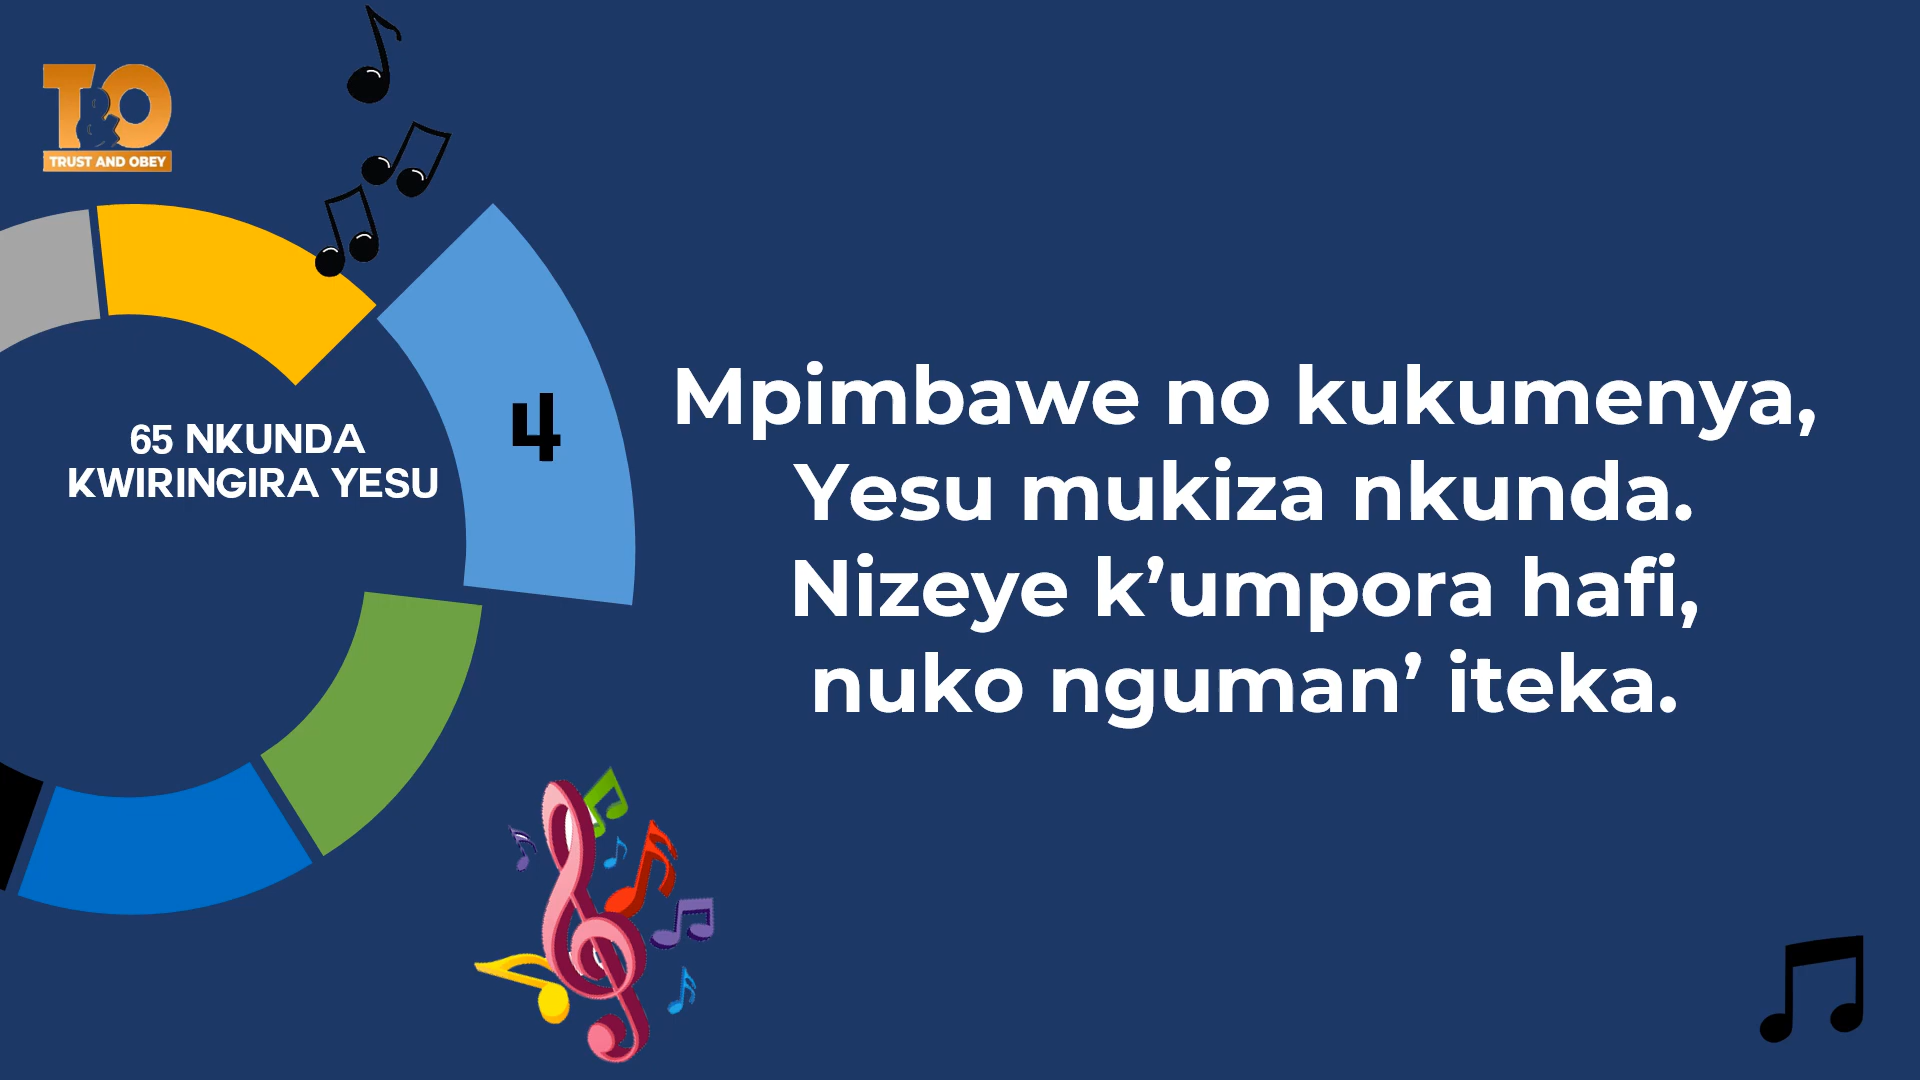 T&O
TRUST AND OBEY
65 NKUNDA
KWIRINGIRA YESU
4
Mpimbawe no kukumenya,
Yesu mukiza nkunda.
Nizeye k’umpora hafi,
nuko nguman’ iteka.